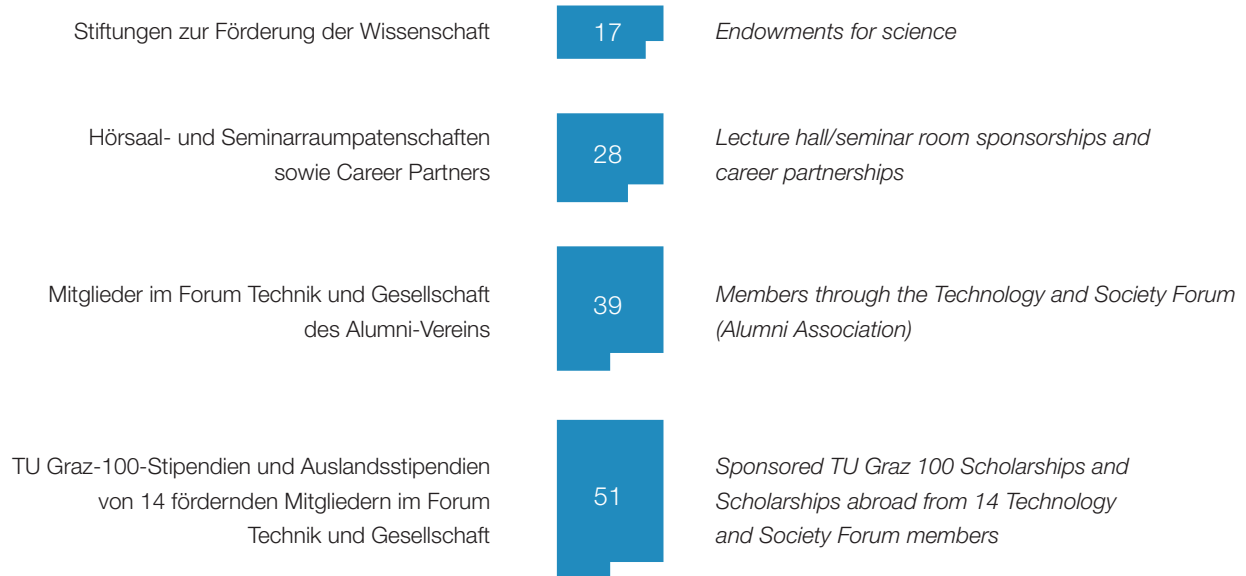 Stiftungen zur Förderung der Wissenschaft
17
Endowments for science
Hörsaal- und Seminarraumpatenschaften
sowie Career Partners
28
Lecture hall/seminar room sponsorships and
career partnerships
Mitglieder im Forum Technik und Gesellschaft
des Alumni-Vereins
39
Members through the Technology and Society Forum
(Alumni Association)
TU Graz-100-Stipendien und Auslandsstipendien
von 14 fördernden Mitgliedern im Forum
Technik und Gesellschaft
51
Sponsored TU Graz 100 Scholarships and
Scholarships abroad from 14 Technology
and Society Forum members